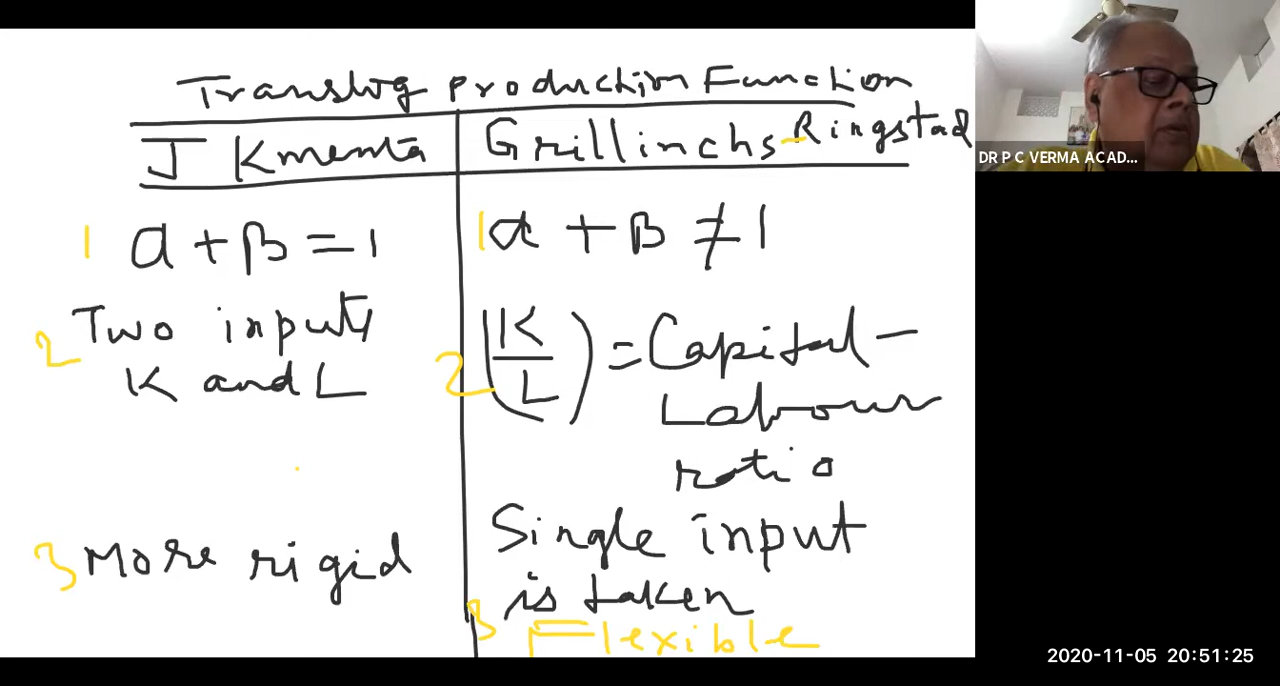 Translog Production Function
J Kmenta
Grillinchs-Ringstad
1 α + β = 1
2 Two inputs
K and L
3 More rigid
1 α + β ≠ 1
2 (K/L) = Capital-
Labour
ratio
Single input
is taken
3 Flexible
DR P C VERMA ACAD...
2020-11-05 20:51:25